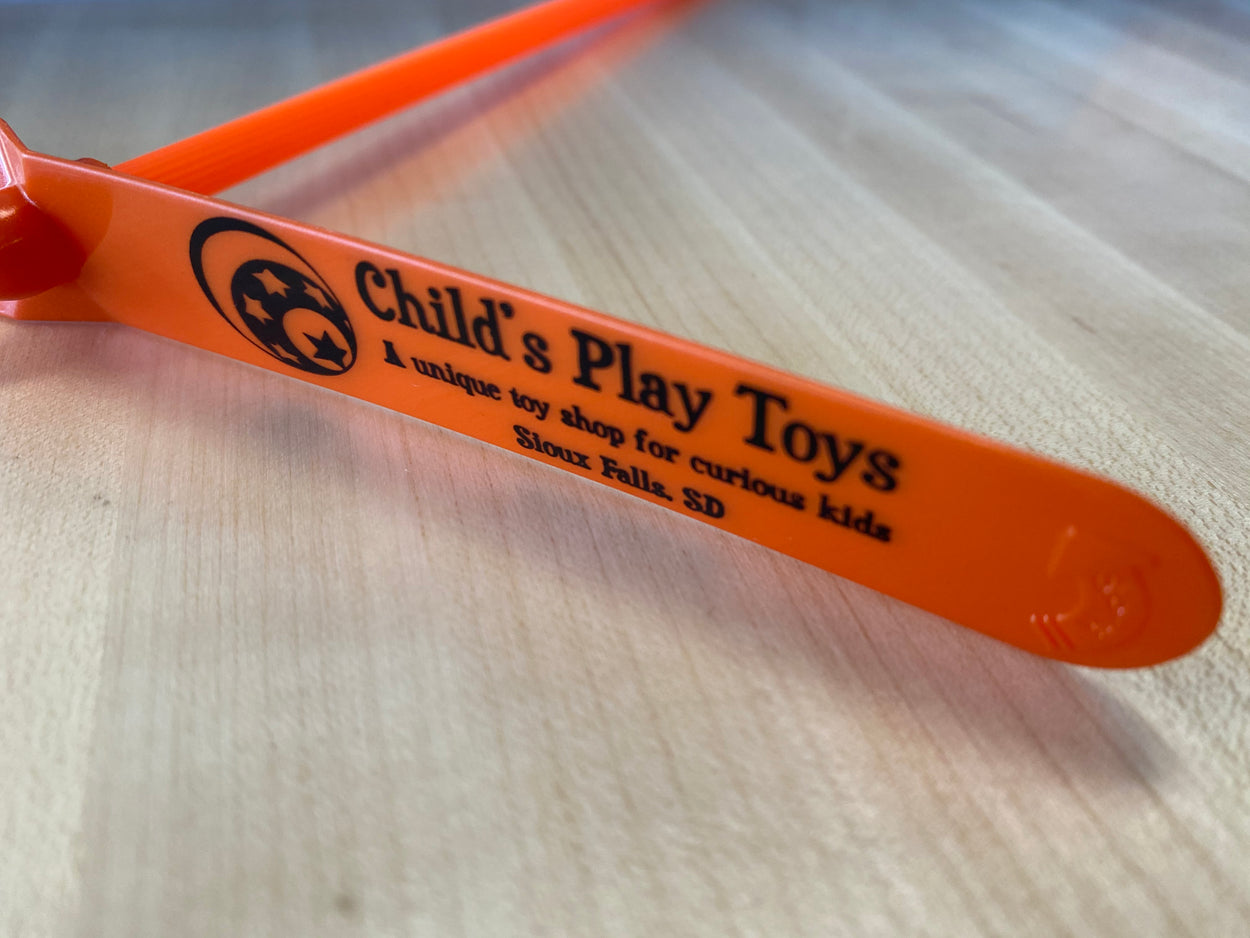 Child's Play Toys
A unique toy shop for curious kids
Sioux Falls, SD